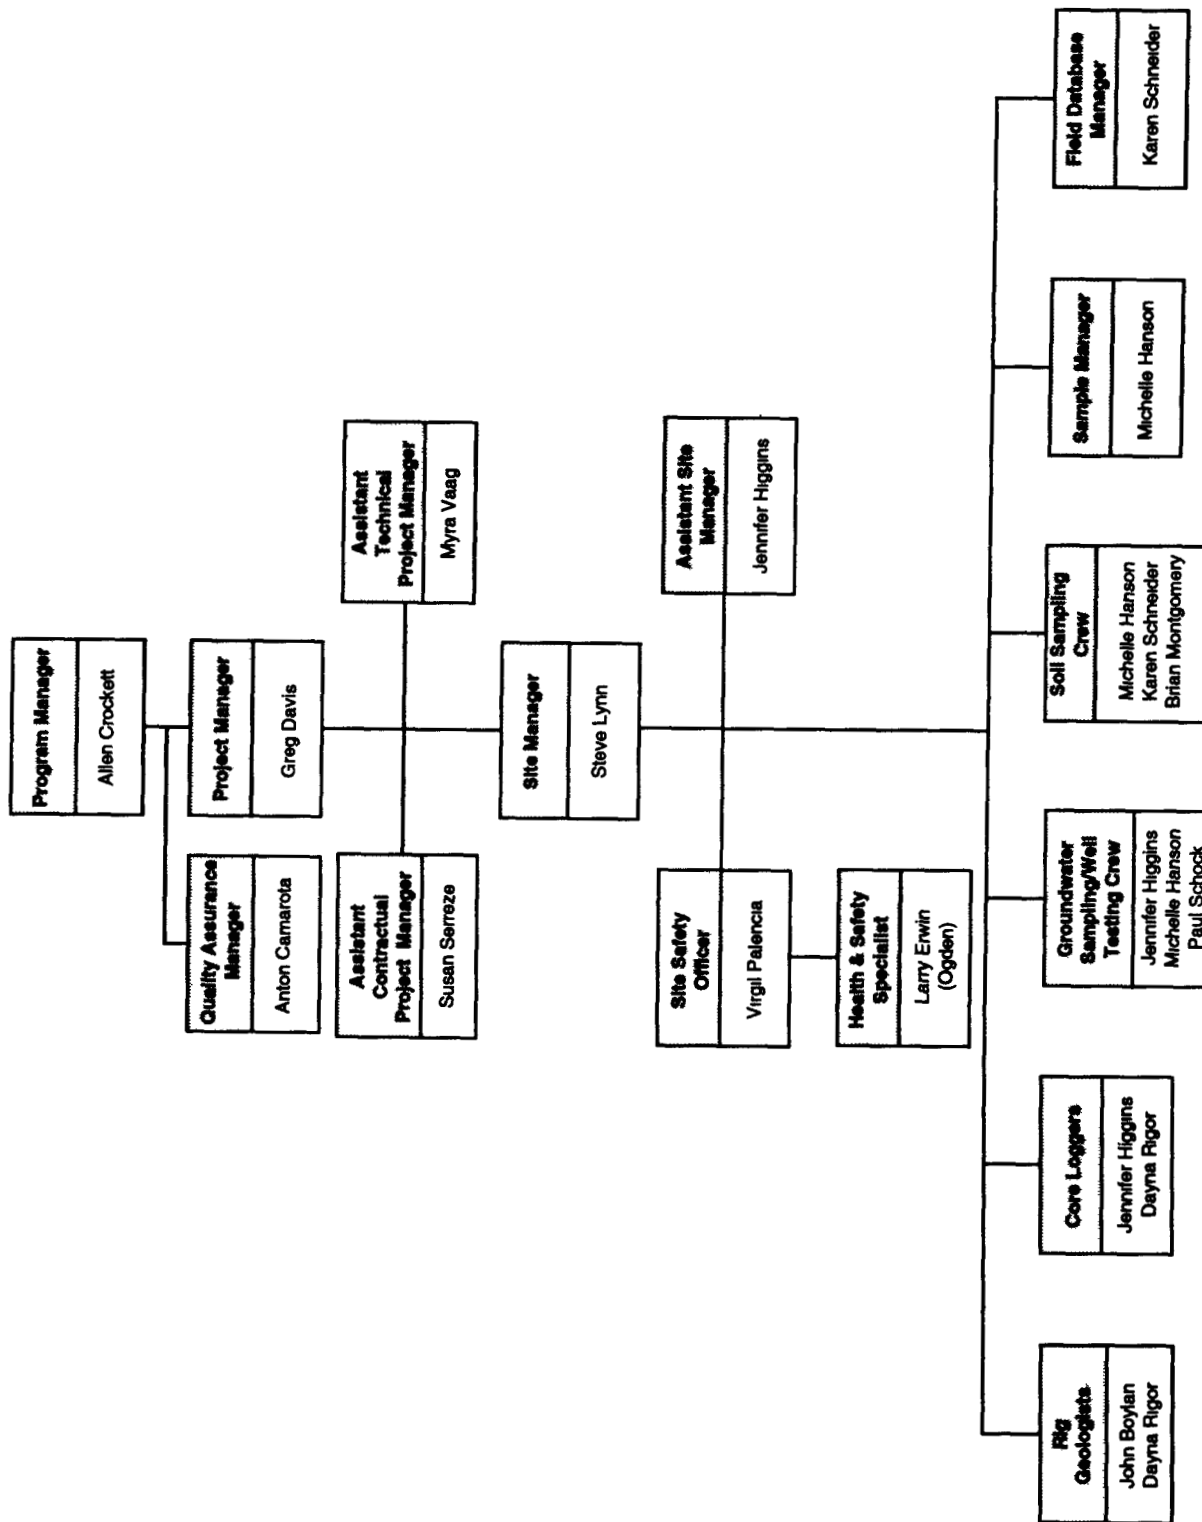 Program Manager
Allen Crockett
Quality Assurance
Manager
Anton Camarota
Project Manager
Greg Davis
Assistant
Contractual
Project Manager
Susan Serreze
Assistant
Technical
Project Manager
Myra Vaag
Site Manager
Steve Lynn
Site Safety
Officer
Virgil Palencia
Assistant Site
Manager
Jennifer Higgins
Health & Safety
Specialist
Larry Erwin
(Ogden)
Rig
Geologists
John Boylan
Dayna Rigor
Core Loggers
Jennifer Higgins
Dayna Rigor
Groundwater
Sampling/Well
Testing Crew
Jennifer Higgins
Michelle Hanson
Paul Schock
Soil Sampling
Crew
Michelle Hanson
Karen Schneider
Brian Montgomery
Sample Manager
Michelle Hanson
Field Database
Manager
Karen Schneider